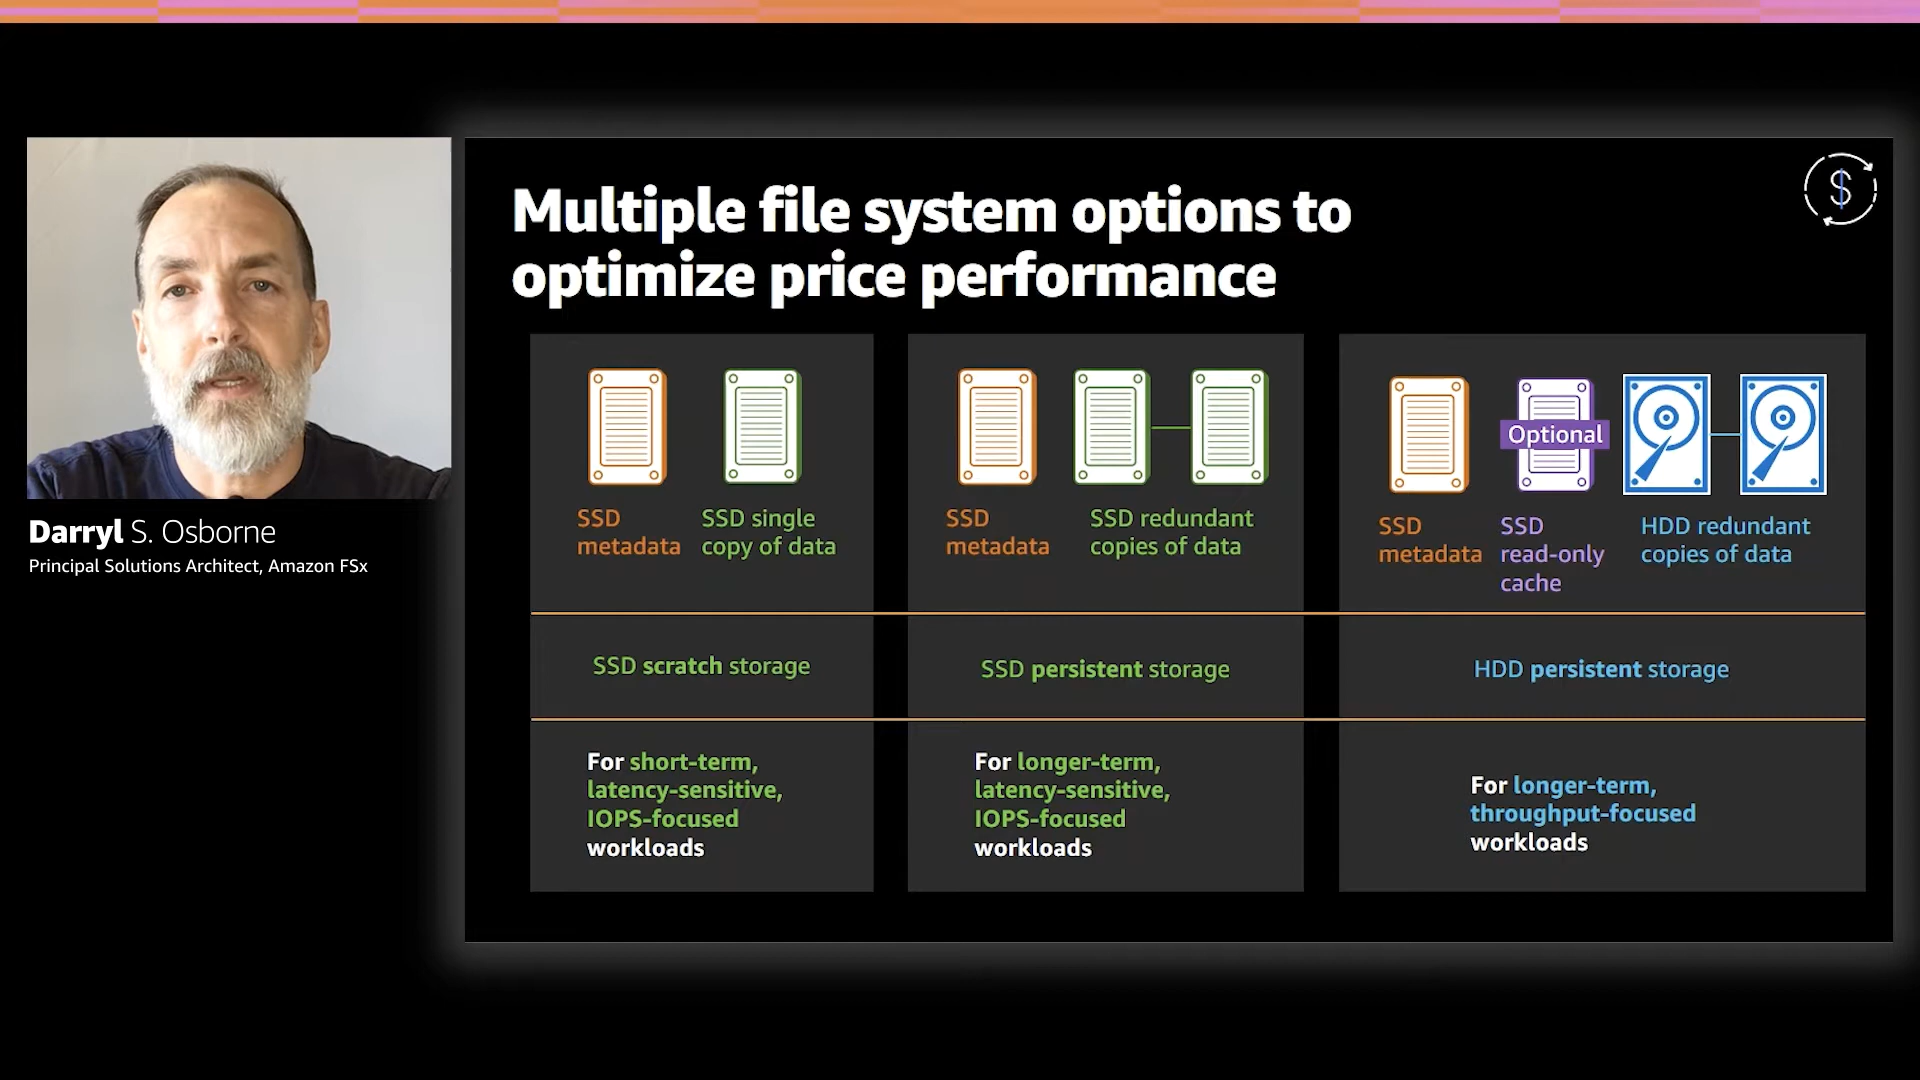 Multiple file system options to
optimize price performance
$
Darryl S. Osborne
Principal Solutions Architect, Amazon FSx
SSD
metadata
SSD single
copy of data
SSD scratch storage
For short-term,
latency-sensitive,
IOPS-focused
workloads
SSD
metadata
SSD redundant
copies of data
SSD persistent storage
For longer-term,
latency-sensitive,
IOPS-focused
workloads
Optional
SSD
metadata
SSD
read-only
cache
HDD redundant
copies of data
HDD persistent storage
For longer-term,
throughput-focused
workloads